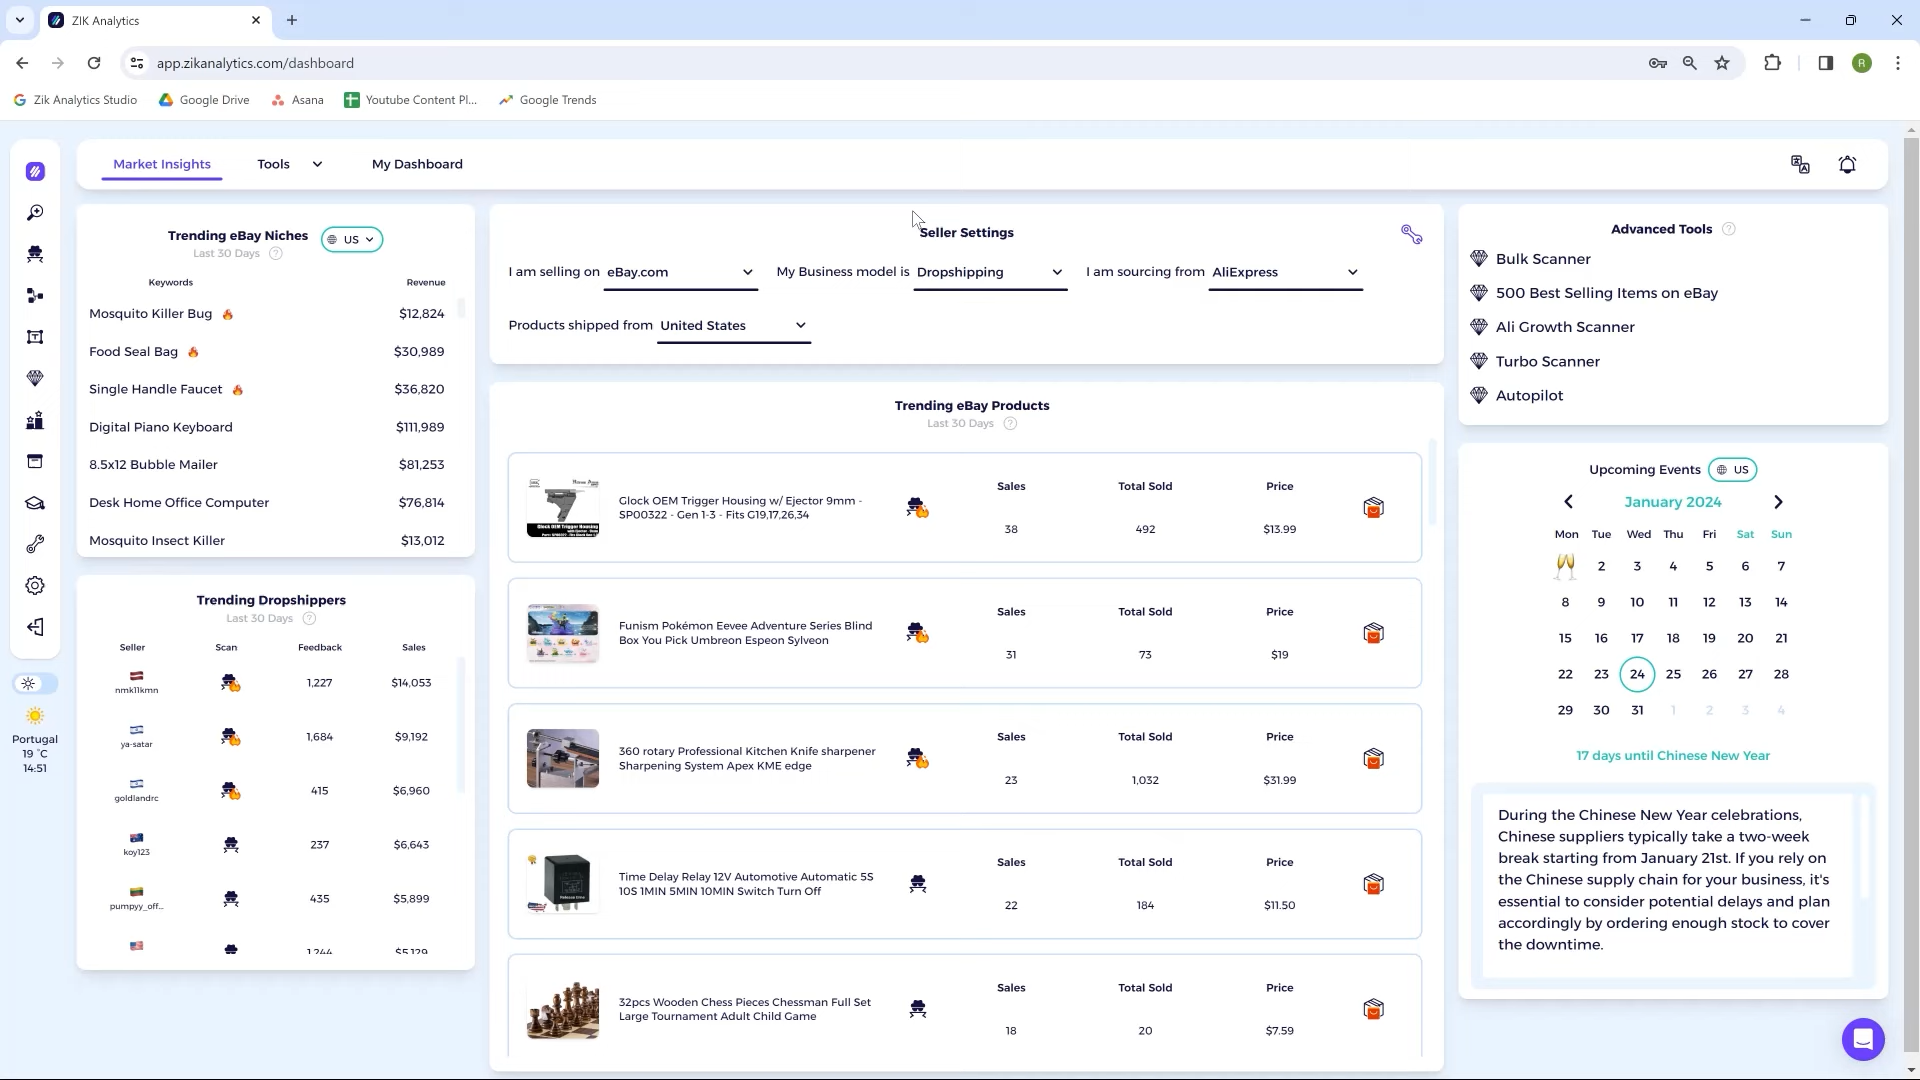 ZIK Analytics
app.zikanalytics.com/dashboard
R
Zik Analytics Studio
Google Drive
Asana
Youtube Content Pl...
Google Trends
Market Insights
Tools
My Dashboard
Trending eBay Niches
US
Last 30 Days
Keywords Revenue
Mosquito Killer Bug $12,824
Food Seal Bag $30,989
Single Handle Faucet $36,820
Digital Piano Keyboard $111,989
8.5x12 Bubble Mailer $81,253
Desk Home Office Computer $76,814
Mosquito Insect Killer $13,012
Trending Dropshippers
Last 30 Days
Seller Scan Feedback Sales
nmk11kmn 1,227 $14,053
ya-satar 1,684 $9,192
goldlandrc 415 $6,960
koy123 237 $6,643
pumpyy_off... 435 $5,899
1,244 $5,129
Portugal
19 °C
14:51
Seller Settings
I am selling on eBay.com My Business model is Dropshipping I am sourcing from AliExpress
Products shipped from United States
Trending eBay Products
Last 30 Days
Glock OEM Trigger Housing w/ Ejector 9mm -
SP00322 - Gen 1-3 - Fits G19,17,26,34
Sales Total Sold Price
38 492 $13.99
Funism Pokémon Eevee Adventure Series Blind
Box You Pick Umbreon Espeon Sylveon
Sales Total Sold Price
31 73 $19
360 rotary Professional Kitchen Knife sharpener
Sharpening System Apex KME edge
Sales Total Sold Price
23 1,032 $31.99
Time Delay Relay 12V Automotive Automatic 5S
10S 1MIN 5MIN 10MIN Switch Turn Off
Sales Total Sold Price
22 184 $11.50
32pcs Wooden Chess Pieces Chessman Full Set
Large Tournament Adult Child Game
Sales Total Sold Price
18 20 $7.59
Advanced Tools
Bulk Scanner
500 Best Selling Items on eBay
Ali Growth Scanner
Turbo Scanner
Autopilot
Upcoming Events US
January 2024
Mon Tue Wed Thu Fri Sat Sun
2 3 4 5 6 7
8 9 10 11 12 13 14
15 16 17 18 19 20 21
22 23 24 25 26 27 28
29 30 31 1 2 3 4
17 days until Chinese New Year
During the Chinese New Year celebrations,
Chinese suppliers typically take a two-week
break starting from January 21st. If you rely on
the Chinese supply chain for your business, it's
essential to consider potential delays and plan
accordingly by ordering enough stock to cover
the downtime.